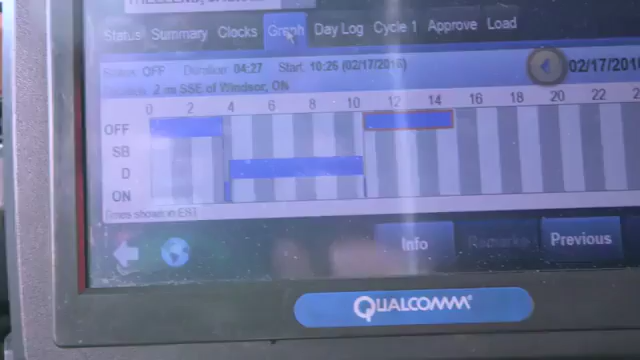 Status Summary Clocks Graph Day Log Cycle 1 Approve Load
Status: OFF Duration: 04:27 Start: 10:26 (02/17/2016) 02/17/201
2 mi SSE of Windsor, ON
0 2 4 6 8 10 12 14 16 18 20 22
OFF
SB
D
ON
Times shown in EST
Info Remarks Previous
QUALCOMM